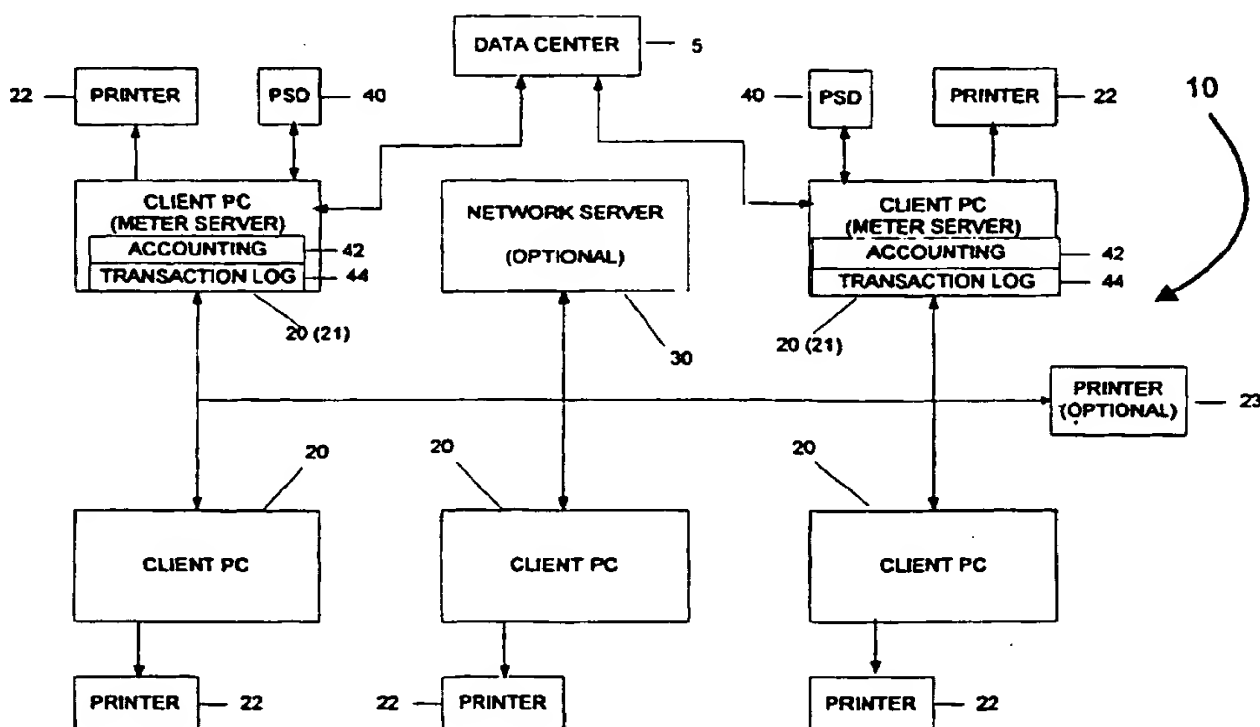 DATA CENTER
5
22
PRINTER
PSD
40
40
PSD
PRINTER
22
10
CLIENT PC
(METER SERVER)
ACCOUNTING
42
TRANSACTION LOG
44
20 (21)
NETWORK SERVER
(OPTIONAL)
30
CLIENT PC
(METER SERVER)
ACCOUNTING
42
TRANSACTION LOG
44
20 (21)
PRINTER
(OPTIONAL)
23
20
20
20
CLIENT PC
CLIENT PC
CLIENT PC
PRINTER
22
22
PRINTER
PRINTER
22